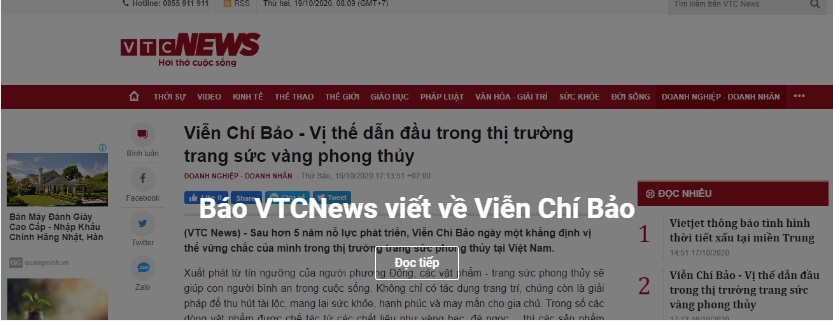 Hotline: 0855 911 911
RSS
Thứ hai, 19/10/2020, 08:09 (GMT+7)
Tìm kiếm trên VTC News
VTC NEWS
Hơi thở cuộc sống
THỜI SỰ VIDEO KINH TẾ THỂ THAO THẾ GIỚI GIÁO DỤC PHÁP LUẬT VĂN HÓA - GIẢI TRÍ SỨC KHỎE ĐỜI SỐNG DOANH NGHIỆP - DOANH NHÂN •••
Viễn Chí Bảo - Vị thế dẫn đầu trong thị trường
trang sức vàng phong thủy
DOANH NGHIỆP - DOANH NHÂN Thứ Sáu, 16/10/2020 17:13:51 +07:00
Like 0 Share Chia sẻ Tweet
Báo VTCNews viết về Viễn Chí Bảo
(VTC News) - Sau hơn 5 năm nỗ lực phát triển, Viễn Chí Bảo ngày một khẳng định vị
thế vững chắc của mình trong thị trường trang sức phong thủy tại Việt Nam.
Đọc tiếp
Xuất phát từ tín ngưỡng của người phương Đông, các vật phẩm - trang sức phong thủy sẽ
giúp con người bình an trong cuộc sống. Không chỉ có tác dụng trang trí, chúng còn là giải
pháp để thu hút tài lộc, mang lại sức khỏe, hạnh phúc và may mắn cho gia chủ. Trong số các
dòng vật phẩm được chế tác từ các chất liệu như vàng bạc, đá ngọc... thì các sản phẩm
Bình luận
Facebook
Twitter
Zalo
Bán Máy Đánh Giày
Cao Cấp - Nhập Khẩu
Chính Hãng Nhật, Hàn
QC quangminh.vn
ĐỌC NHIỀU
1 Vietjet thông báo tình hình
thời tiết xấu tại miền Trung
14:51 17/10/2020
2 Viễn Chí Bảo - Vị thế dẫn đầu
trong thị trường trang sức
vàng phong thủy
17:13 16/10/2020